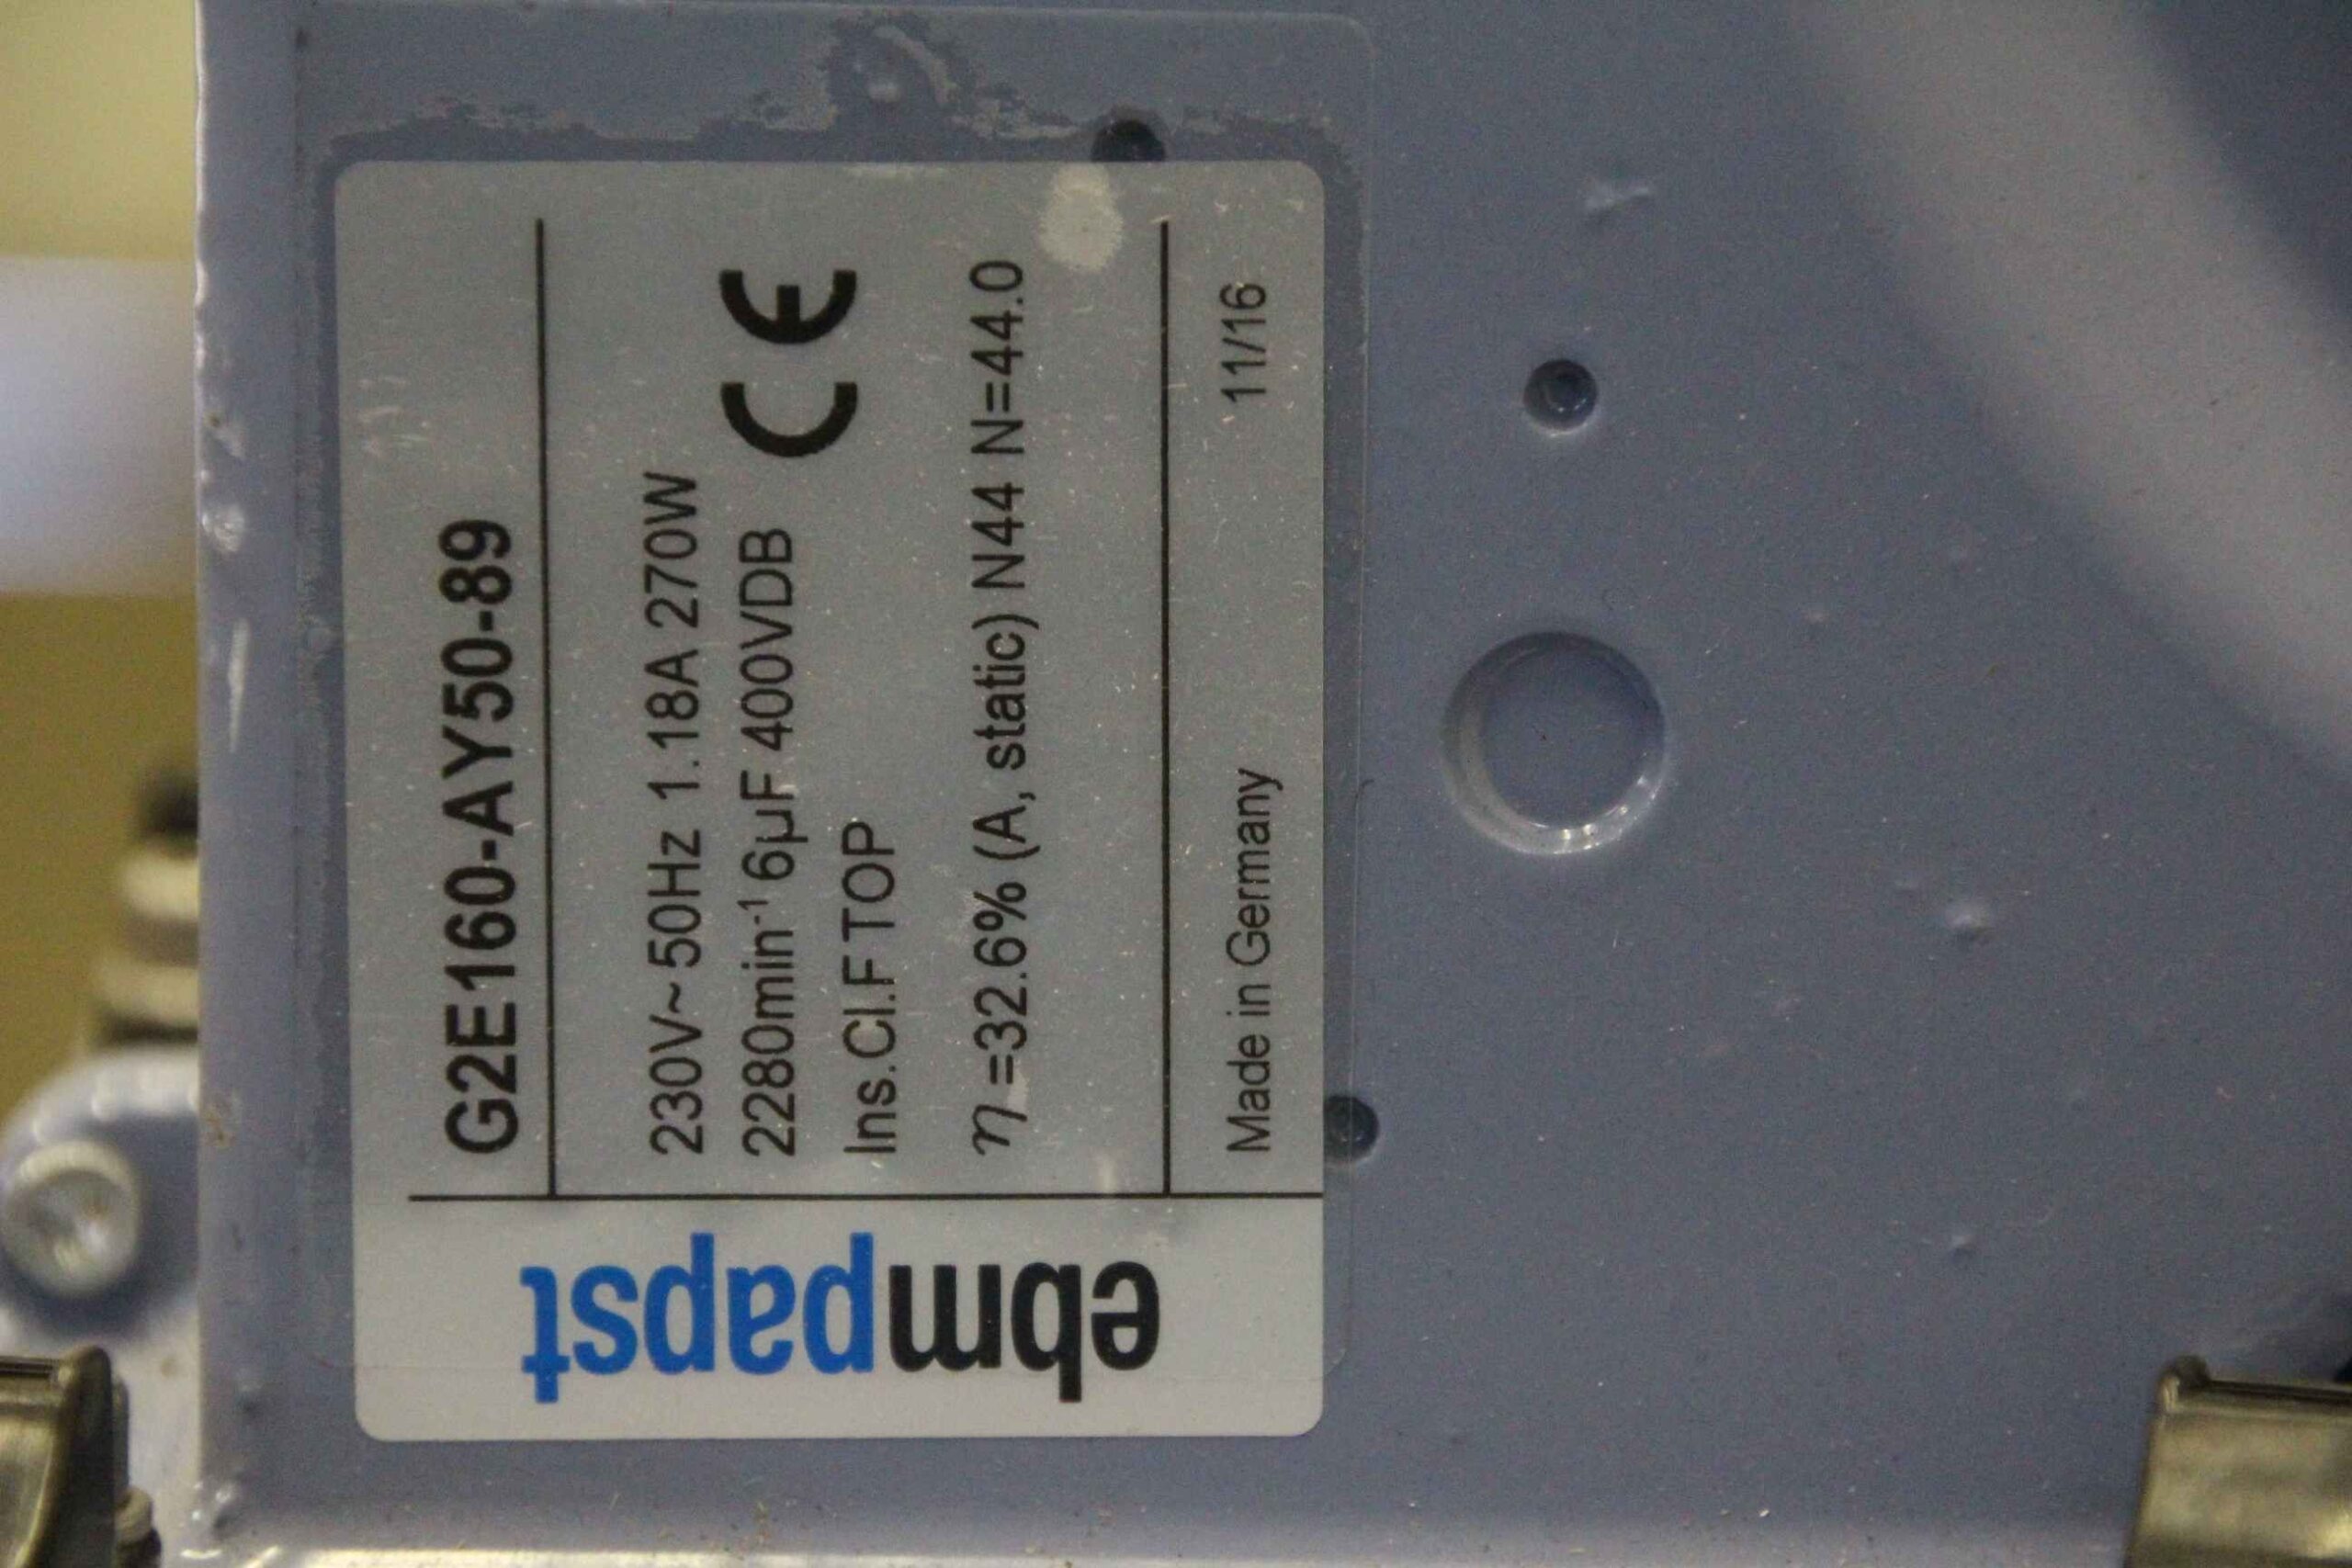 ebmpapst
G2E160-AY50-89
230V~ 50Hz 1.18A 270W
2280min⁻¹ 6µF 400VDB
CE
Ins.Cl.F TOP
η =32.6% (A, static) N44 N=44.0
Made in Germany 11/16